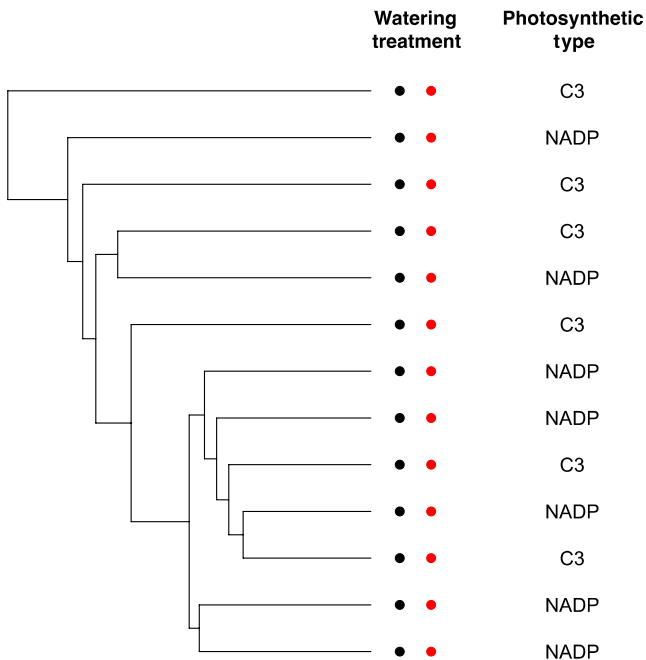 Watering Photosynthetic
treatment type
C3
NADP
C3
C3
NADP
C3
NADP
NADP
C3
NADP
C3
NADP
NADP